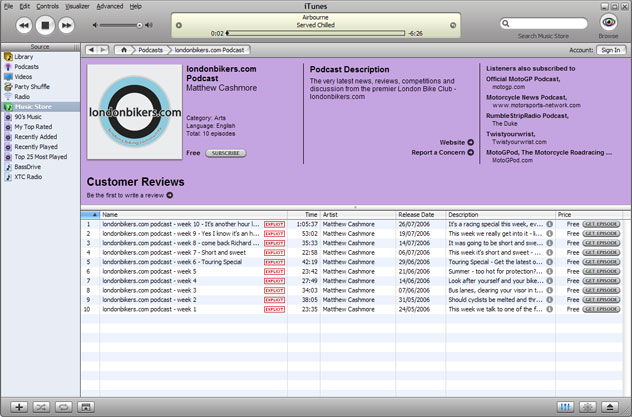 File Edit Controls Visualizer Advanced Help
iTunes
Airbourne
Served Chilled
0:02 -6:26
Search Music Store
Browse
Source
Library
Podcasts
Videos
Party Shuffle
Radio
Music Store
90's Music
My Top Rated
Recently Added
Recently Played
Top 25 Most Played
BassDrive
XTC Radio
Podcasts londonbikers.com Podcast
Account: Sign In
londonbikers.com
londonbikers.com
Podcast
Matthew Cashmore
Category: Arts
Language: English
Total: 10 episodes
Free SUBSCRIBE
Podcast Description
The very latest news, reviews, competitions and
discussion from the premier London Bike Club -
londonbikers.com
Website
Report a Concern
Listeners also subscribed to
Official MotoGP Podcast,
motogp.com
Motorcycle News Podcast,
www.motorsports-network.com
RumbleStripRadio Podcast,
The Duke
Twistyourwrist,
Twistyourwrist.com
MotoGPod, The Motorcycle Roadracing ...
MotoGPod.com
Customer Reviews
Be the first to write a review
Name Time Artist Release Date Description Price
1 londonbikers.com podcast - week 10 - It's another hour l... EXPLICIT 1:05:37 Matthew Cashmore 26/07/2006 It's a racing special this week, ev... Free GET EPISODE
2 londonbikers.com podcast - week 9 - Yes I know it's an h... EXPLICIT 53:02 Matthew Cashmore 19/07/2006 This week we really get into it - li... Free GET EPISODE
3 londonbikers.com podcast - week 8 - come back Richard ... EXPLICIT 35:33 Matthew Cashmore 14/07/2006 It was going to be short and swe... Free GET EPISODE
4 londonbikers.com podcast - week 7 - Short and sweet EXPLICIT 22:58 Matthew Cashmore 06/07/2006 This week it's short and sweet - ... Free GET EPISODE
5 londonbikers.com podcast - week 6 - Touring Special EXPLICIT 42:19 Matthew Cashmore 29/06/2006 Touring Special - Get the latest o... Free GET EPISODE
6 londonbikers.com podcast - week 5 EXPLICIT 23:42 Matthew Cashmore 21/06/2006 Summer - too hot for protection?... Free GET EPISODE
7 londonbikers.com podcast - week 4 EXPLICIT 27:49 Matthew Cashmore 14/06/2006 Look after yourself and your bike... Free GET EPISODE
8 londonbikers.com podcast - week 3 EXPLICIT 34:03 Matthew Cashmore 07/06/2006 Bus lanes, clearing your visor in t... Free GET EPISODE
9 londonbikers.com podcast - week 2 EXPLICIT 38:05 Matthew Cashmore 31/05/2006 Should cyclists be melted and thr... Free GET EPISODE
10 londonbikers.com podcast - week 1 EXPLICIT 23:35 Matthew Cashmore 24/05/2006 This week we talk to one of the f... Free GET EPISODE